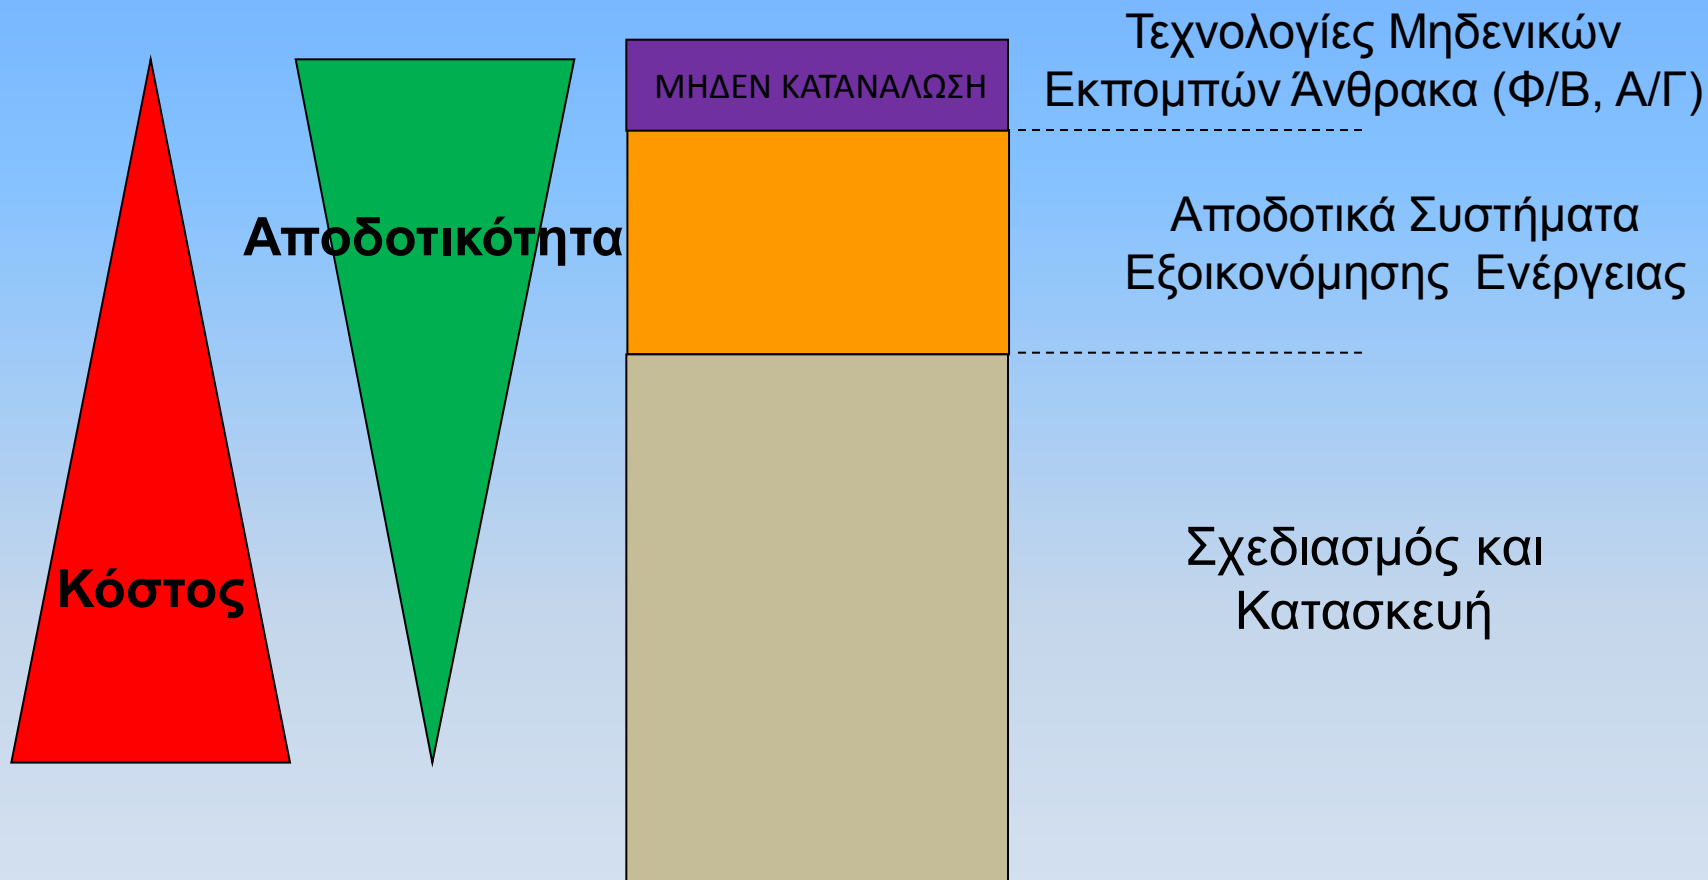 Τεχνολογίες Μηδενικών
Εκπομπών Άνθρακα (Φ/Β, Α/Γ)
ΜΗΔΕΝ ΚΑΤΑΝΑΛΩΣΗ
Αποδοτικότητα
Αποδοτικά Συστήματα
Εξοικονόμησης Ενέργειας
Κόστος
Σχεδιασμός και
Κατασκευή